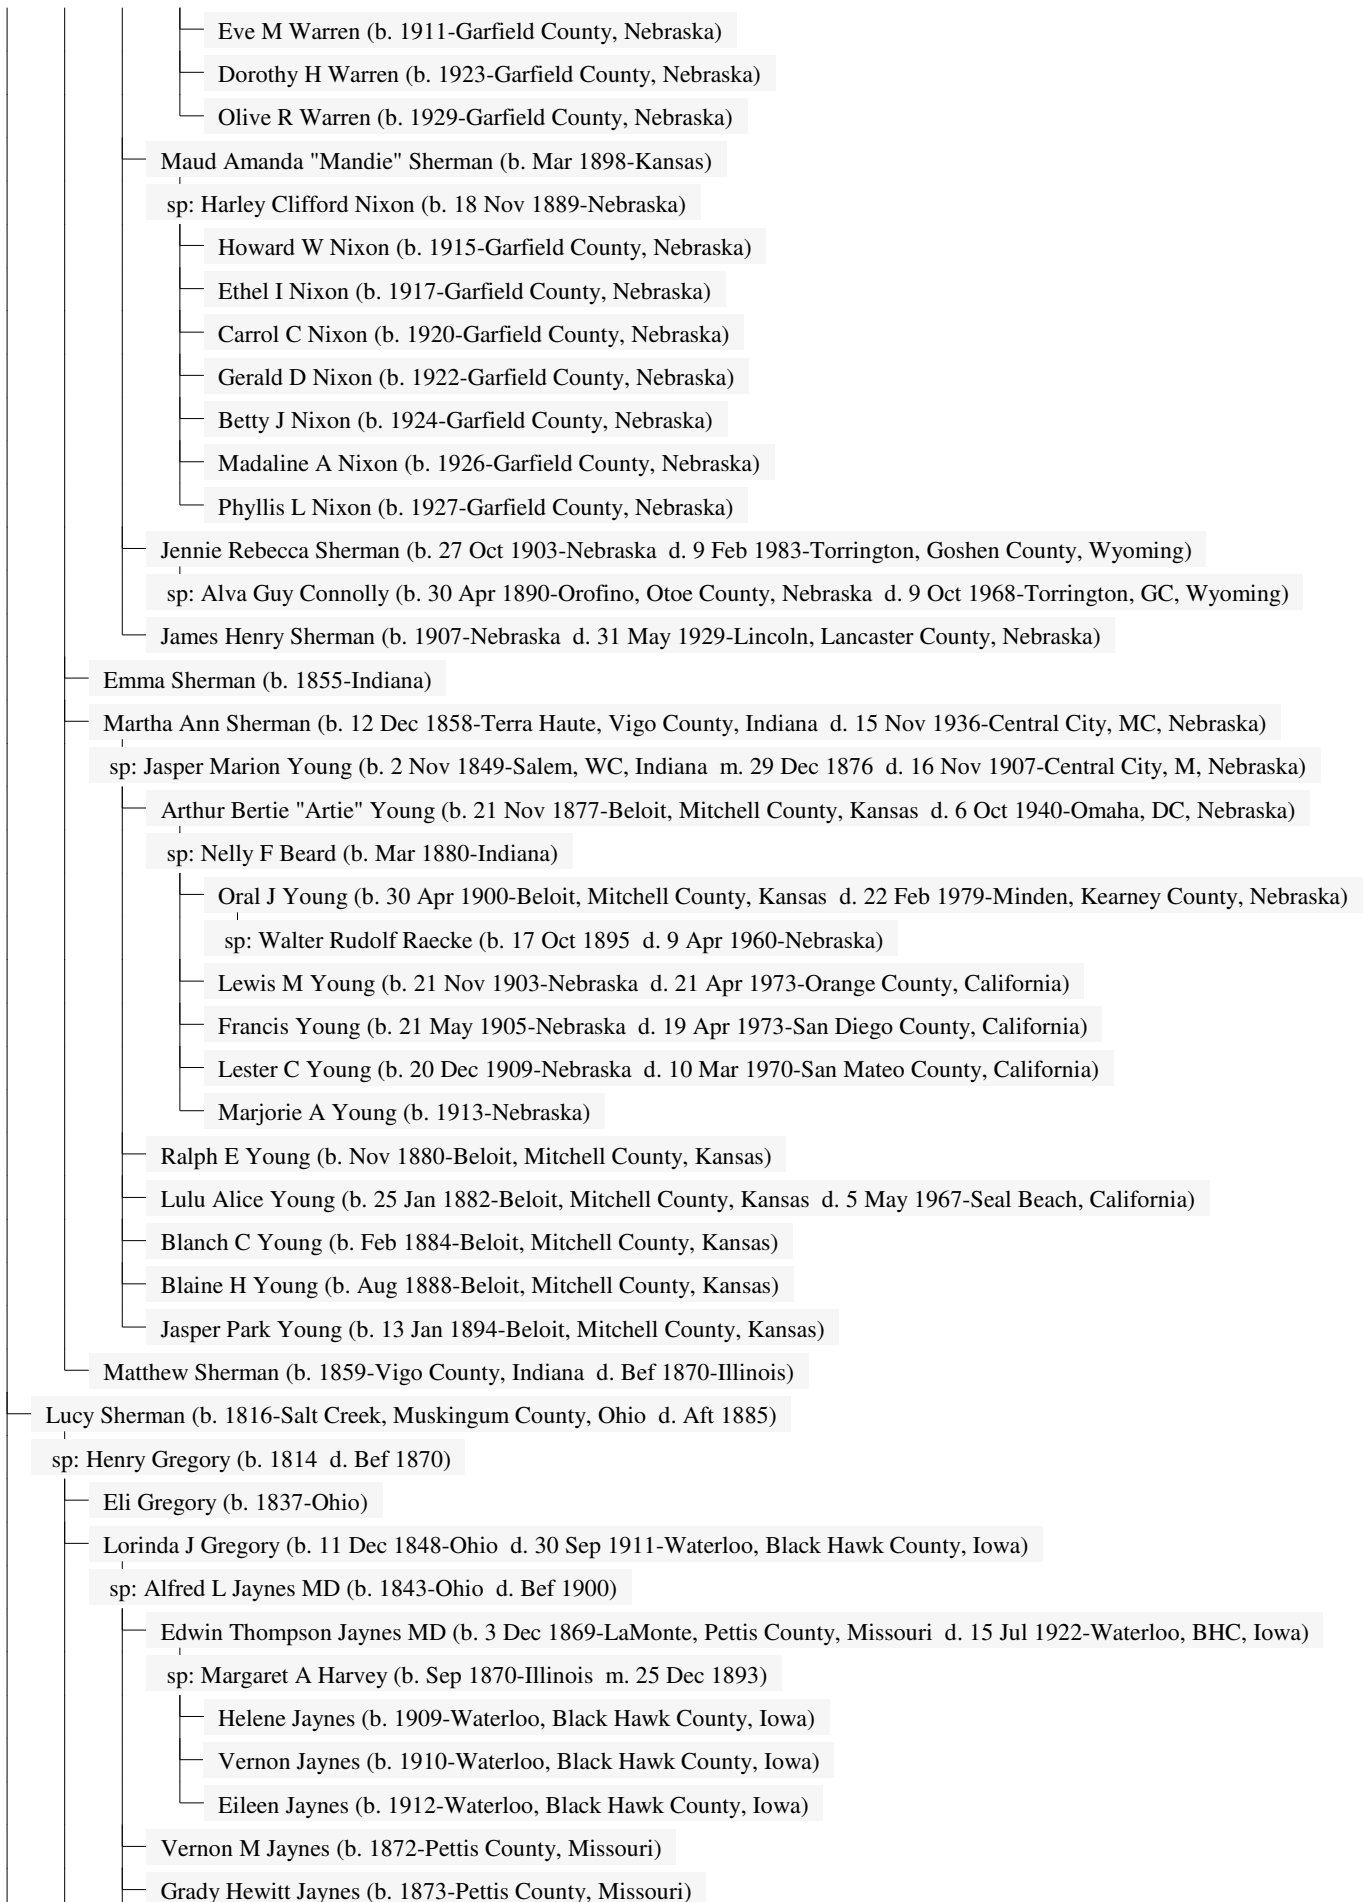 Eve M Warren (b. 1911-Garfield County, Nebraska)
Dorothy H Warren (b. 1923-Garfield County, Nebraska)
Olive R Warren (b. 1929-Garfield County, Nebraska)
Maud Amanda "Mandie" Sherman (b. Mar 1898-Kansas)
sp: Harley Clifford Nixon (b. 18 Nov 1889-Nebraska)
Howard W Nixon (b. 1915-Garfield County, Nebraska)
Ethel I Nixon (b. 1917-Garfield County, Nebraska)
Carrol C Nixon (b. 1920-Garfield County, Nebraska)
Gerald D Nixon (b. 1922-Garfield County, Nebraska)
Betty J Nixon (b. 1924-Garfield County, Nebraska)
Madaline A Nixon (b. 1926-Garfield County, Nebraska)
Phyllis L Nixon (b. 1927-Garfield County, Nebraska)
Jennie Rebecca Sherman (b. 27 Oct 1903-Nebraska d. 9 Feb 1983-Torrington, Goshen County, Wyoming)
sp: Alva Guy Connolly (b. 30 Apr 1890-Orofino, Otoe County, Nebraska d. 9 Oct 1968-Torrington, GC, Wyoming)
James Henry Sherman (b. 1907-Nebraska d. 31 May 1929-Lincoln, Lancaster County, Nebraska)
Emma Sherman (b. 1855-Indiana)
Martha Ann Sherman (b. 12 Dec 1858-Terra Haute, Vigo County, Indiana d. 15 Nov 1936-Central City, MC, Nebraska)
sp: Jasper Marion Young (b. 2 Nov 1849-Salem, WC, Indiana m. 29 Dec 1876 d. 16 Nov 1907-Central City, M, Nebraska)
Arthur Bertie "Artie" Young (b. 21 Nov 1877-Beloit, Mitchell County, Kansas d. 6 Oct 1940-Omaha, DC, Nebraska)
sp: Nelly F Beard (b. Mar 1880-Indiana)
Oral J Young (b. 30 Apr 1900-Beloit, Mitchell County, Kansas d. 22 Feb 1979-Minden, Kearney County, Nebraska)
sp: Walter Rudolf Raecke (b. 17 Oct 1895 d. 9 Apr 1960-Nebraska)
Lewis M Young (b. 21 Nov 1903-Nebraska d. 21 Apr 1973-Orange County, California)
Francis Young (b. 21 May 1905-Nebraska d. 19 Apr 1973-San Diego County, California)
Lester C Young (b. 20 Dec 1909-Nebraska d. 10 Mar 1970-San Mateo County, California)
Marjorie A Young (b. 1913-Nebraska)
Ralph E Young (b. Nov 1880-Beloit, Mitchell County, Kansas)
Lulu Alice Young (b. 25 Jan 1882-Beloit, Mitchell County, Kansas d. 5 May 1967-Seal Beach, California)
Blanch C Young (b. Feb 1884-Beloit, Mitchell County, Kansas)
Blaine H Young (b. Aug 1888-Beloit, Mitchell County, Kansas)
Jasper Park Young (b. 13 Jan 1894-Beloit, Mitchell County, Kansas)
Matthew Sherman (b. 1859-Vigo County, Indiana d. Bef 1870-Illinois)
Lucy Sherman (b. 1816-Salt Creek, Muskingum County, Ohio d. Aft 1885)
sp: Henry Gregory (b. 1814 d. Bef 1870)
Eli Gregory (b. 1837-Ohio)
Lorinda J Gregory (b. 11 Dec 1848-Ohio d. 30 Sep 1911-Waterloo, Black Hawk County, Iowa)
sp: Alfred L Jaynes MD (b. 1843-Ohio d. Bef 1900)
Edwin Thompson Jaynes MD (b. 3 Dec 1869-LaMonte, Pettis County, Missouri d. 15 Jul 1922-Waterloo, BHC, Iowa)
sp: Margaret A Harvey (b. Sep 1870-Illinois m. 25 Dec 1893)
Helene Jaynes (b. 1909-Waterloo, Black Hawk County, Iowa)
Vernon Jaynes (b. 1910-Waterloo, Black Hawk County, Iowa)
Eileen Jaynes (b. 1912-Waterloo, Black Hawk County, Iowa)
Vernon M Jaynes (b. 1872-Pettis County, Missouri)
Grady Hewitt Jaynes (b. 1873-Pettis County, Missouri)